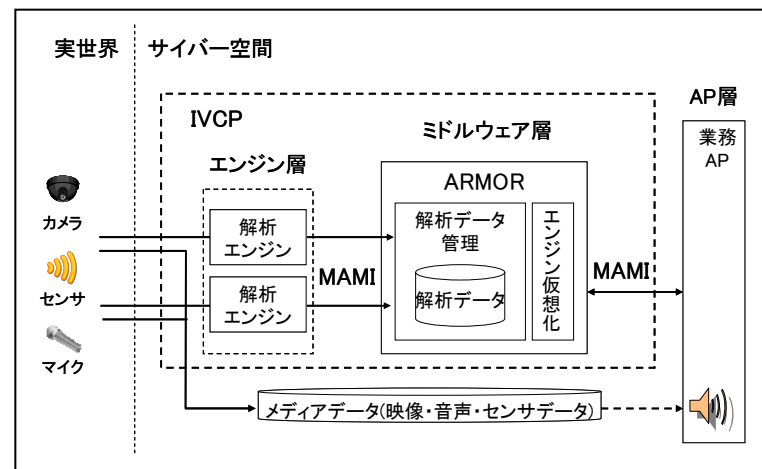 実世界
サイバー空間
AP層
IVCP
ミドルウェア層
業務
AP
エンジン層
ARMOR
カメラ
解析
エンジン
解析データ
管理
エンジン仮想化
MAMI
MAMI
センサ
解析
エンジン
解析データ
マイク
メディアデータ(映像・音声・センサデータ)